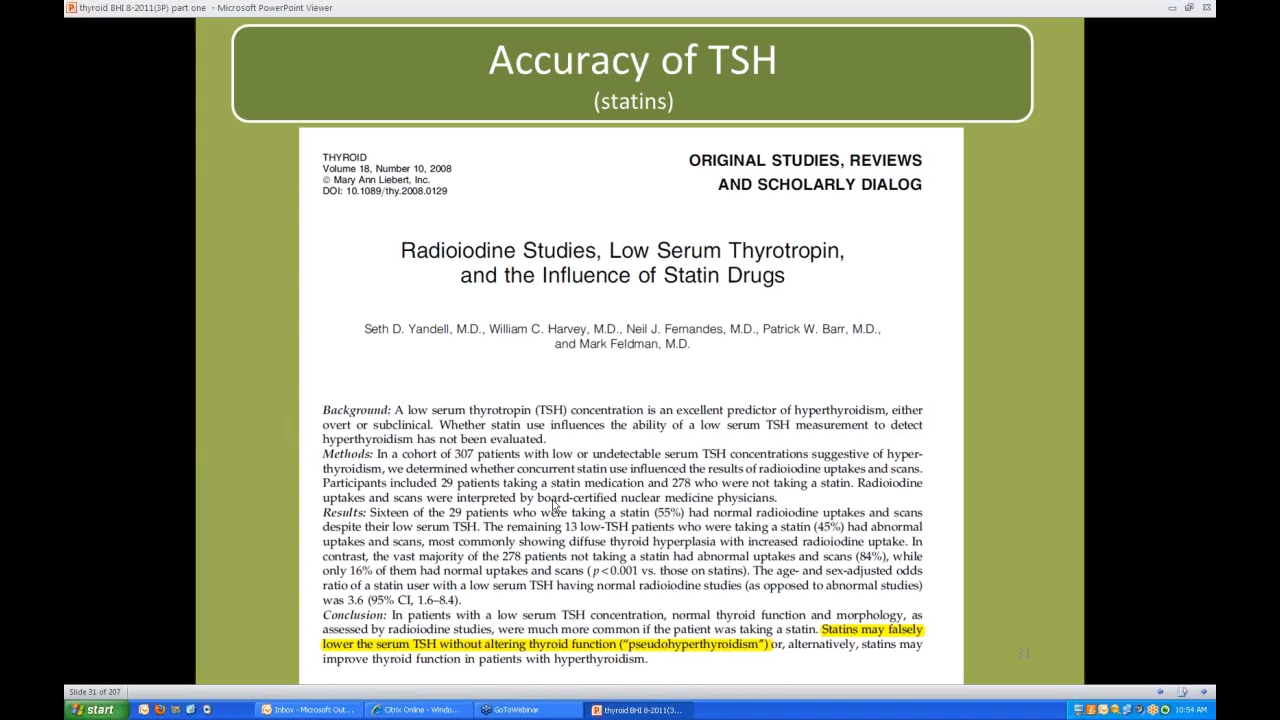 thyroid BHI 8-2011(3P) part one - Microsoft PowerPoint Viewer
Accuracy of TSH
(statins)
THYROID
Volume 18, Number 10, 2008
© Mary Ann Liebert, Inc.
DOI: 10.1089/thy.2008.0129
ORIGINAL STUDIES, REVIEWS
AND SCHOLARLY DIALOG
Radioiodine Studies, Low Serum Thyrotropin,
and the Influence of Statin Drugs
Seth D. Yandell, M.D., William C. Harvey, M.D., Neil J. Fernandes, M.D., Patrick W. Barr, M.D.,
and Mark Feldman, M.D.
Background: A low serum thyrotropin (TSH) concentration is an excellent predictor of hyperthyroidism, either
overt or subclinical. Whether statin use influences the ability of a low serum TSH measurement to detect
hyperthyroidism has not been evaluated.
Methods: In a cohort of 307 patients with low or undetectable serum TSH concentrations suggestive of hyper-
thyroidism, we determined whether concurrent statin use influenced the results of radioiodine uptakes and scans.
Participants included 29 patients taking a statin medication and 278 who were not taking a statin. Radioiodine
uptakes and scans were interpreted by board-certified nuclear medicine physicians.
Results: Sixteen of the 29 patients who were taking a statin (55%) had normal radioiodine uptakes and scans
despite their low serum TSH. The remaining 13 low-TSH patients who were taking a statin (45%) had abnormal
uptakes and scans, most commonly showing diffuse thyroid hyperplasia with increased radioiodine uptake. In
contrast, the vast majority of the 278 patients not taking a statin had abnormal uptakes and scans (84%), while
only 16% of them had normal uptakes and scans (p<0.001 vs. those on statins). The age- and sex-adjusted odds
ratio of a statin user with a low serum TSH having normal radioiodine studies (as opposed to abnormal studies)
was 3.6 (95% CI, 1.6–8.4).
Conclusion: In patients with a low serum TSH concentration, normal thyroid function and morphology, as
assessed by radioiodine studies, were much more common if the patient was taking a statin. Statins may falsely
lower the serum TSH without altering thyroid function (“pseudohyperthyroidism”) or, alternatively, statins may
improve thyroid function in patients with hyperthyroidism.
31
Slide 31 of 207
start
Inbox - Microsoft Out...
Citrix Online - Windo...
GoToWebinar
thyroid BHI 8-2011(3...
10:54 AM